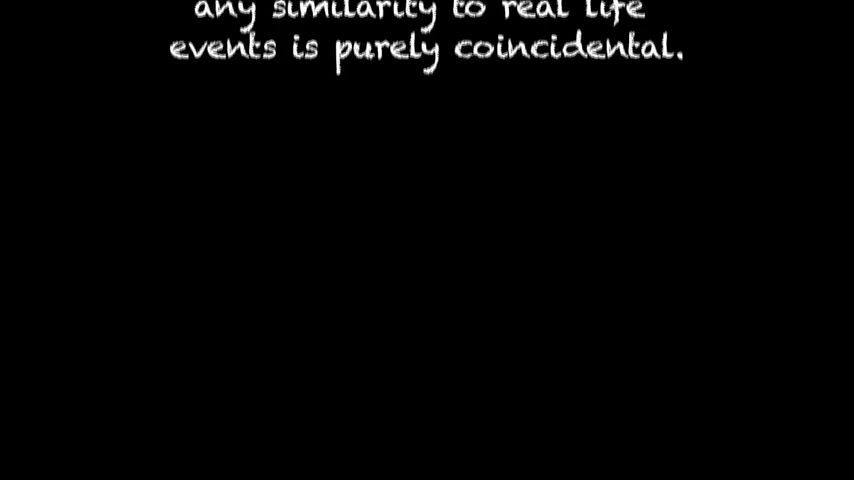 any similarity to real life
events is purely coincidental.